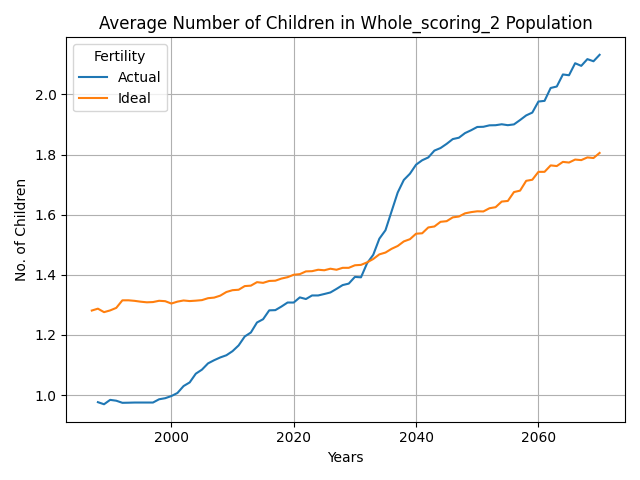 Average Number of Children in Whole_scoring_2 Population
Fertility
Actual
Ideal
No. of Children
2.0
1.8
1.6
1.4
1.2
1.0
2000 2020 2040 2060
Years